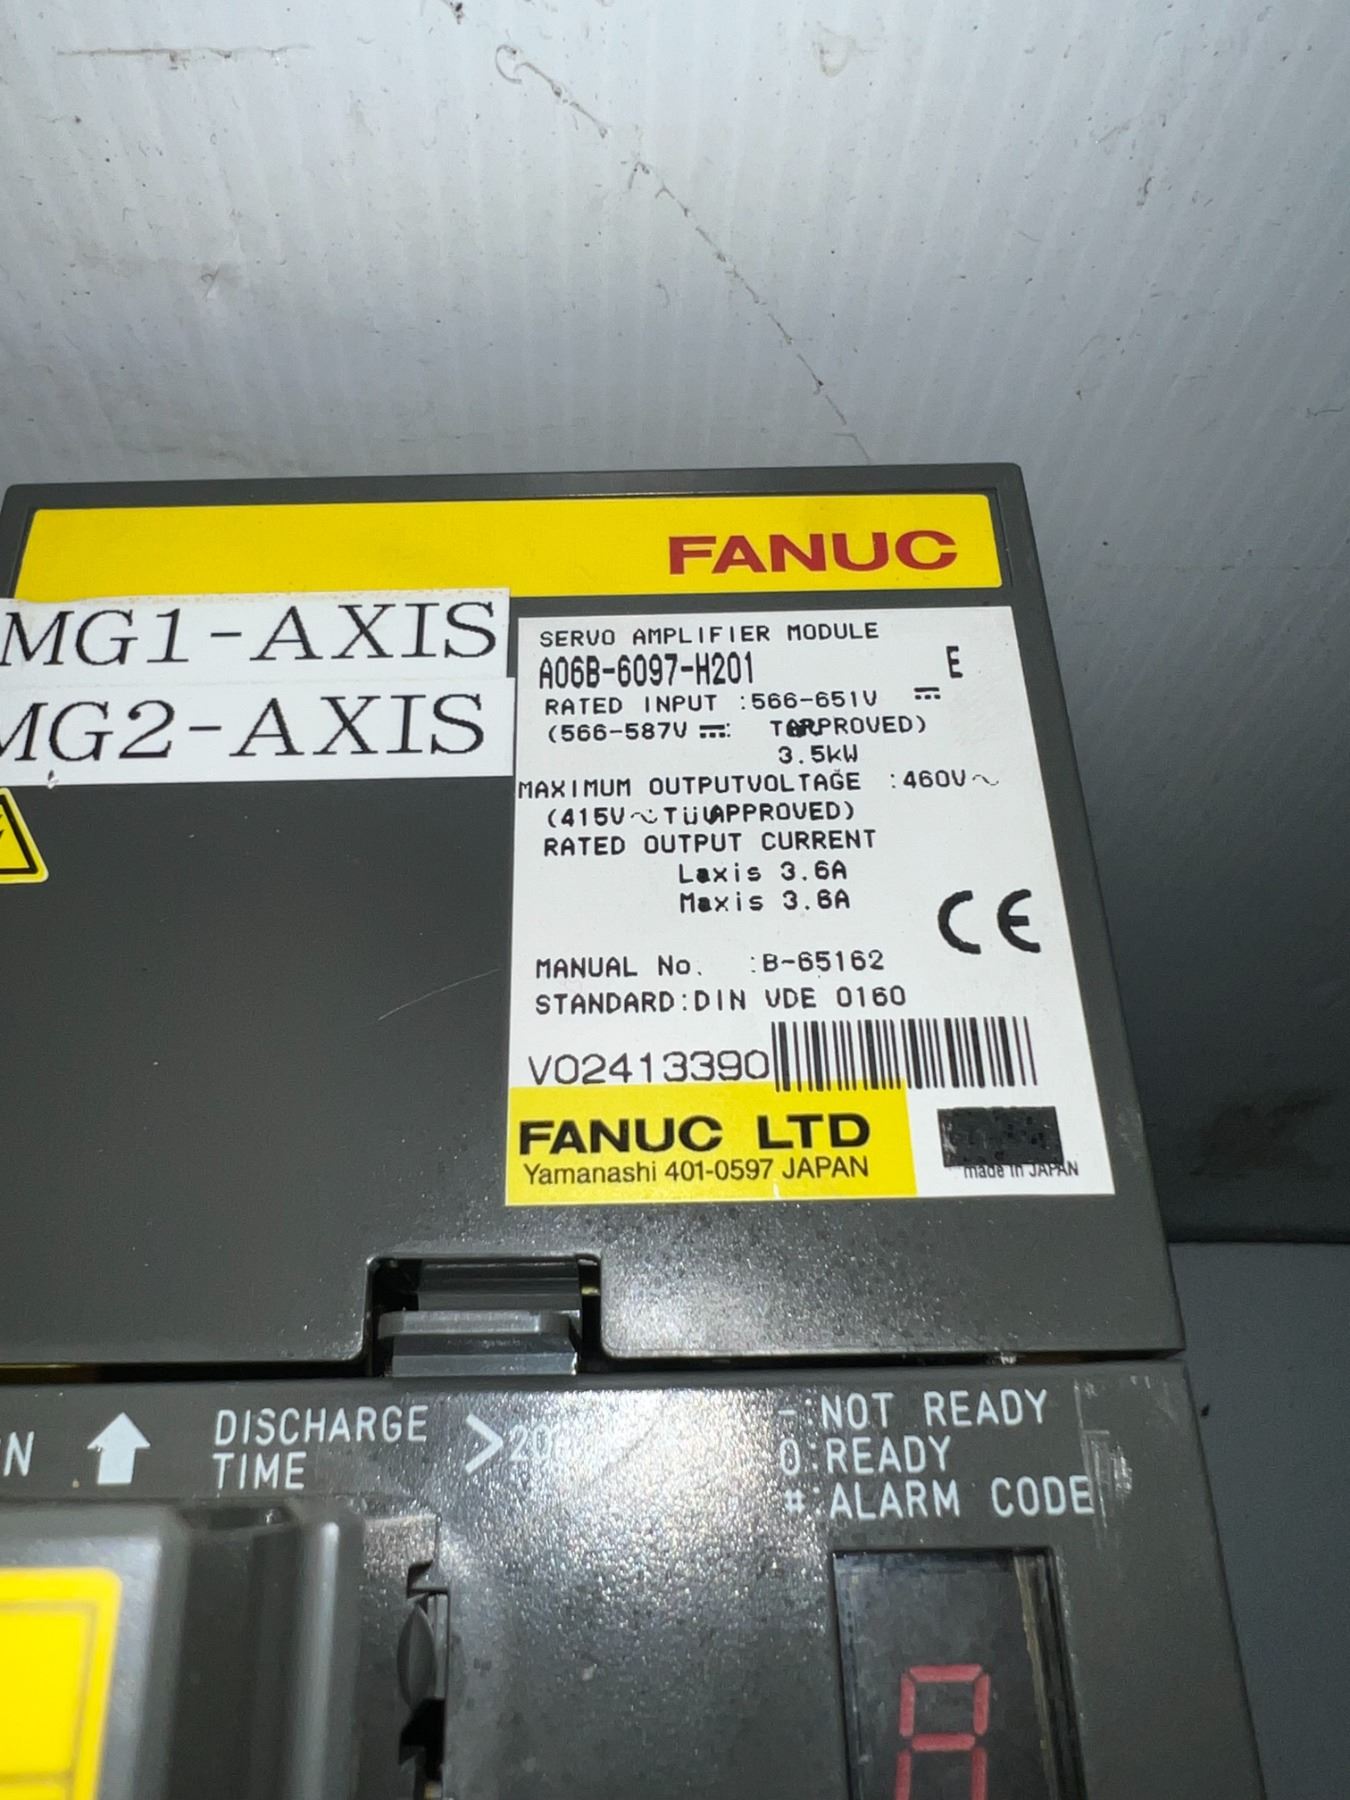 FANUC
MG1-AXIS
MG2-AXIS
SERVO AMPLIFIER MODULE
A06B-6097-H201 E
RATED INPUT :566-651V ⎓
(566-587V ⎓:
3.5kW
MAXIMUM OUTPUTVOLTAGE :460V~
(415V~TüVAPPROVED)
RATED OUTPUT CURRENT
Laxis 3.6A
Maxis 3.6A
CE
MANUAL No. :B-65162
STANDARD:DIN VDE 0160
V02413390
FANUC LTD
Yamanashi 401-0597 JAPAN
made in JAPAN
DISCHARGE
TIME
-:NOT READY
0:READY
#:ALARM CODE